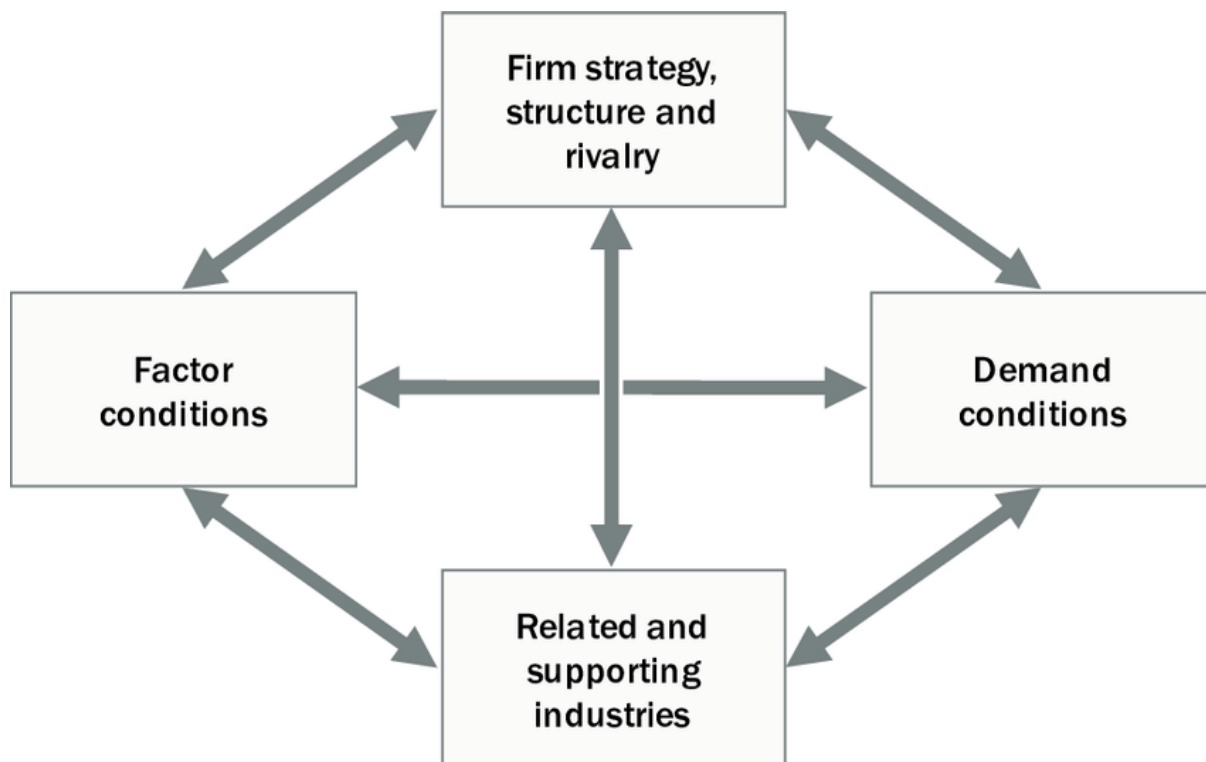 Firm strategy,
structure and
rivalry
Factor
conditions
Demand
conditions
Related and
supporting
industries